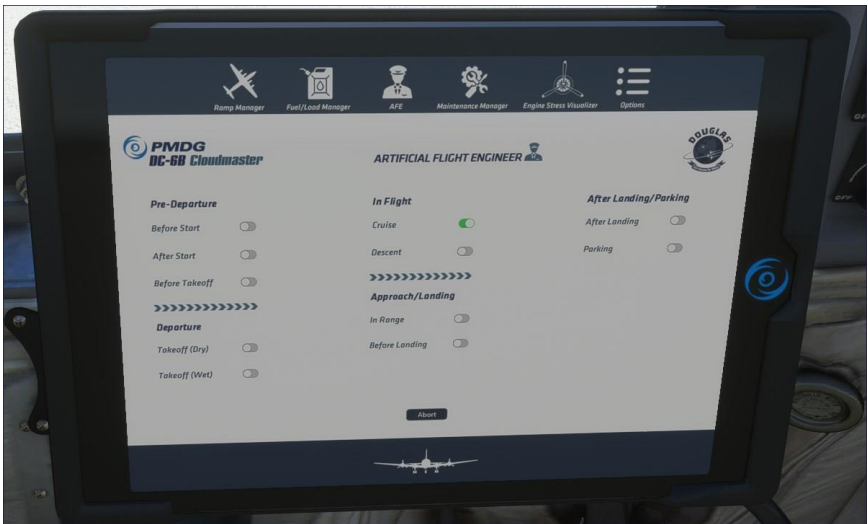 Ramp Manager
Fuel/Load Manager
AFE
Maintenance Manager
Engine Stress Visualizer
Options
PMDG
DC-6B Cloudmaster
ARTIFICIAL FLIGHT ENGINEER
DOUGLAS
Pre-Departure
Before Start
After Start
Before Takeoff
Departure
Takeoff (Dry)
Takeoff (Wet)
In Flight
Cruise
Descent
Approach/Landing
In Range
Before Landing
After Landing/Parking
After Landing
Parking
Abort
OFF